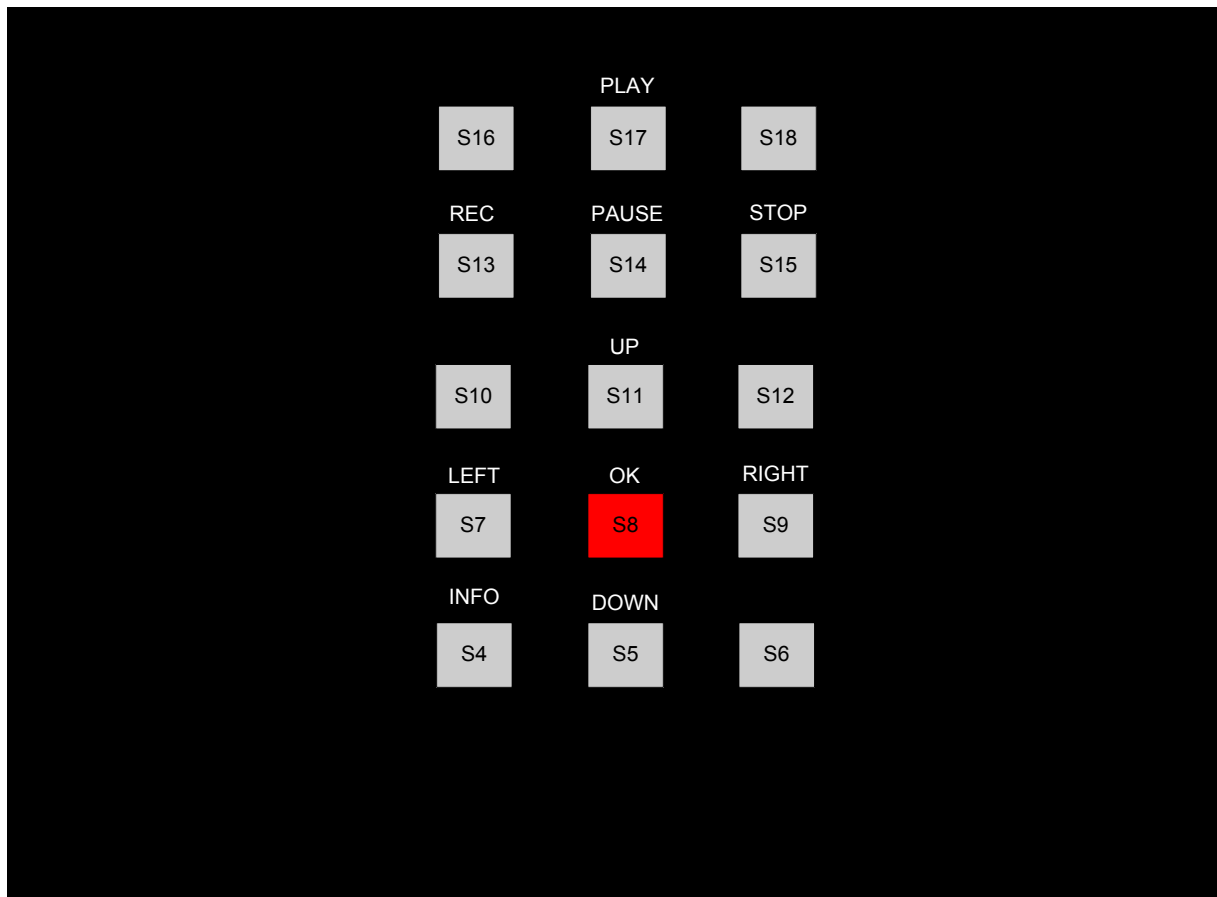 PLAY
S16 S17 S18
REC PAUSE STOP
S13 S14 S15
UP
S10 S11 S12
LEFT OK RIGHT
S7 S8 S9
INFO DOWN
S4 S5 S6